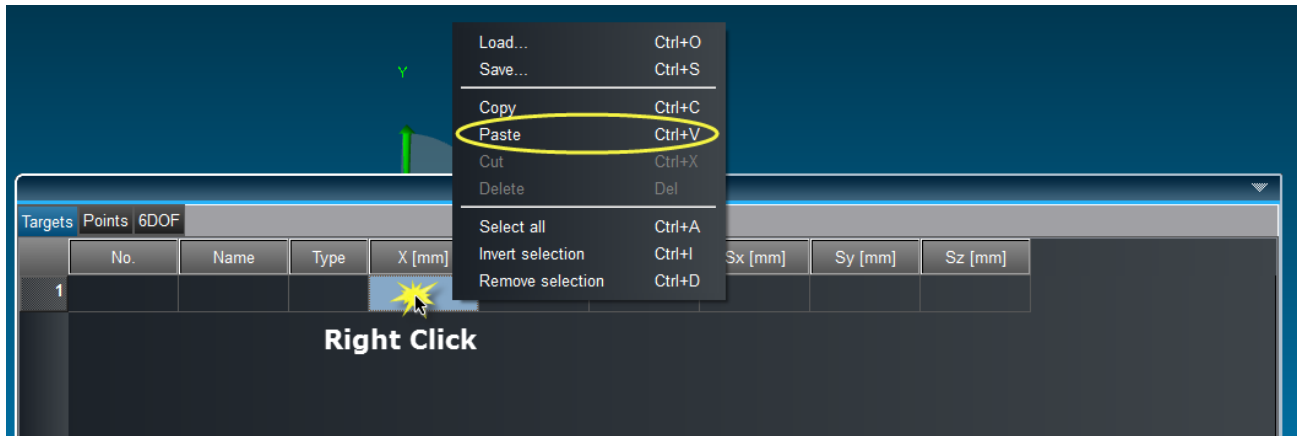 Load... Ctrl+O
Y
Save... Ctrl+S
Copy Ctrl+C
Paste Ctrl+V
Cut Ctrl+X
Delete Del
Select all Ctrl+A
Invert selection Ctrl+I
Remove selection Ctrl+D
Targets Points 6DOF
No. Name Type X [mm] Sx [mm] Sy [mm] Sz [mm]
1
Right Click